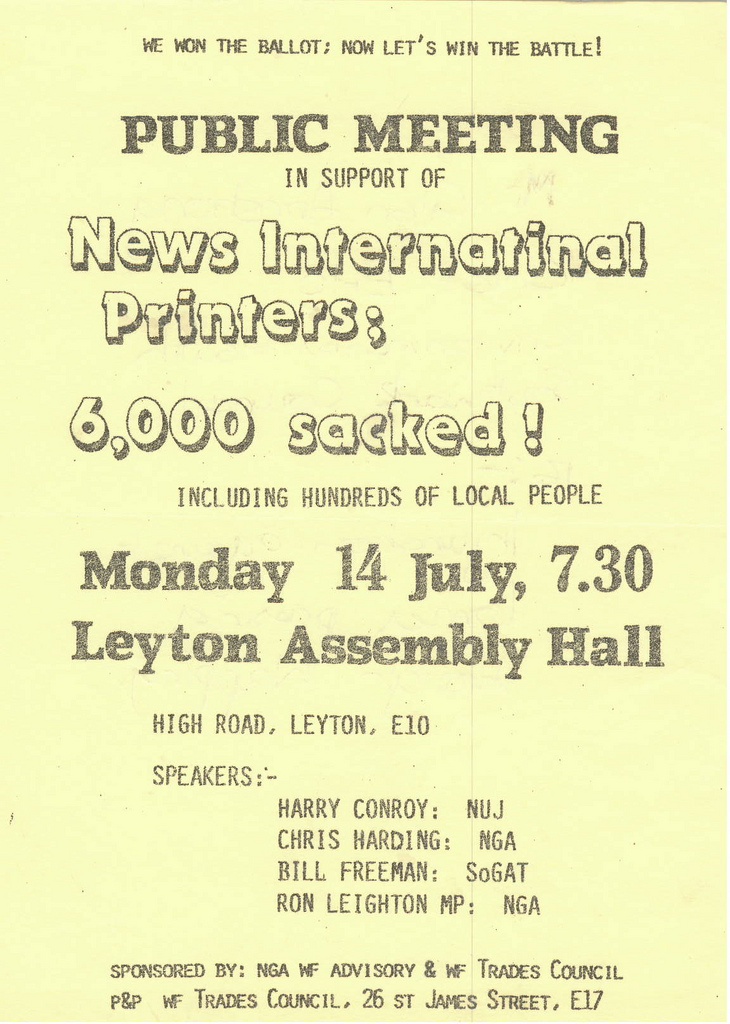 WE WON THE BALLOT; NOW LET'S WIN THE BATTLE!
PUBLIC MEETING
IN SUPPORT OF
News Internatinal
Printers;
6,000 sacked!
INCLUDING HUNDREDS OF LOCAL PEOPLE
Monday 14 July, 7.30
Leyton Assembly Hall
HIGH ROAD, LEYTON, E10
SPEAKERS:-
HARRY CONROY: NUJ
CHRIS HARDING: NGA
BILL FREEMAN: SoGAT
RON LEIGHTON MP: NGA
SPONSORED BY: NGA WF ADVISORY & WF TRADES COUNCIL
P&P WF TRADES COUNCIL, 26 ST JAMES STREET, E17